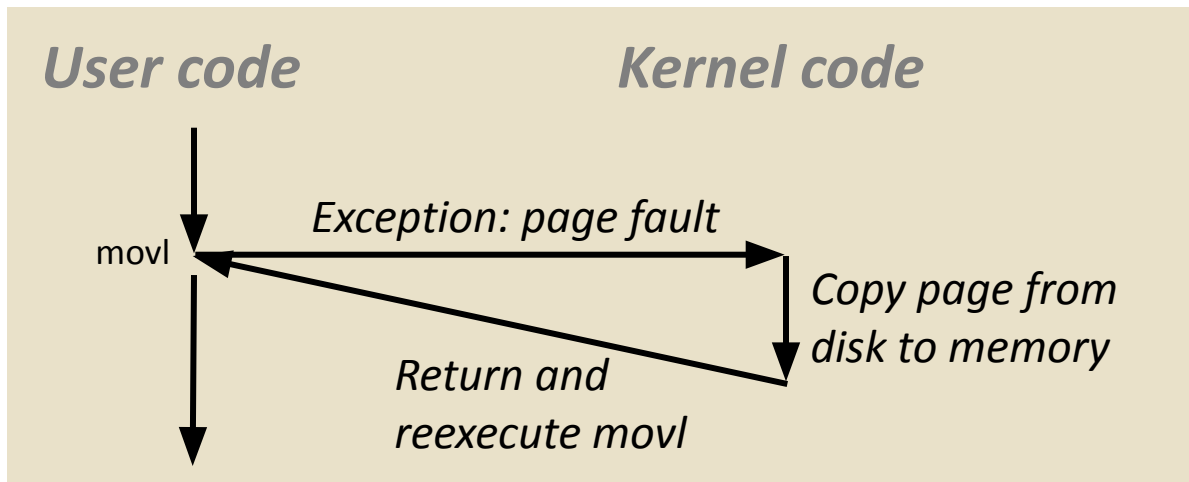 User code
Kernel code
Exception: page fault
movl
Copy page from
disk to memory
Return and
reexecute movl